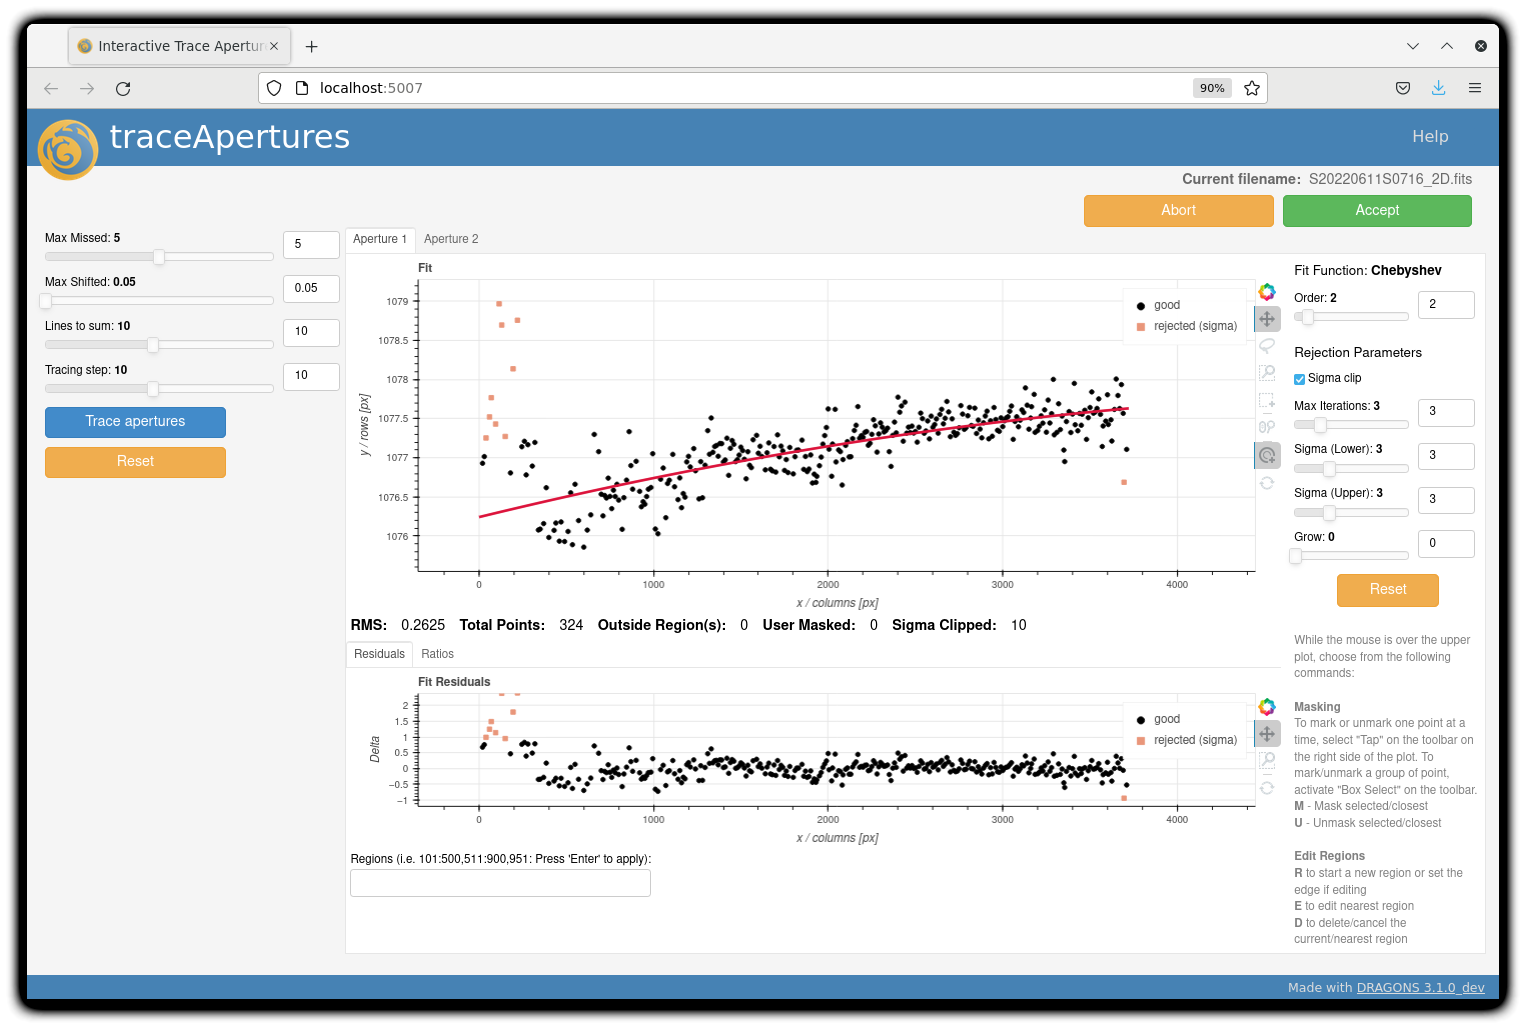 Interactive Trace Apertur
localhost:5007
90%
traceApertures
Help
Current filename: S20220611S0716_2D.fits
Abort
Accept
Max Missed: 5
5
Max Shifted: 0.05
0.05
Lines to sum: 10
10
Tracing step: 10
10
Trace apertures
Reset
Aperture 1
Aperture 2
Fit
1079
1078.5
1078
1077.5
1077
1076.5
1076
y / rows [px]
good
rejected (sigma)
0
1000
2000
3000
4000
x / columns [px]
RMS: 0.2625 Total Points: 324 Outside Region(s): 0 User Masked: 0 Sigma Clipped: 10
Residuals
Ratios
Fit Residuals
2
1.5
1
0.5
0
−0.5
−1
Delta
good
rejected (sigma)
0
1000
2000
3000
4000
x / columns [px]
Regions (i.e. 101:500,511:900,951: Press 'Enter' to apply):
Fit Function: Chebyshev
Order: 2
2
Rejection Parameters
Sigma clip
Max Iterations: 3
3
Sigma (Lower): 3
3
Sigma (Upper): 3
3
Grow: 0
0
Reset
While the mouse is over the upper
plot, choose from the following
commands:
Masking
To mark or unmark one point at a
time, select "Tap" on the toolbar on
the right side of the plot. To
mark/unmark a group of point,
activate "Box Select" on the toolbar.
M - Mask selected/closest
U - Unmask selected/closest
Edit Regions
R to start a new region or set the
edge if editing
E to edit nearest region
D to delete/cancel the
current/nearest region
Made with DRAGONS 3.1.0_dev